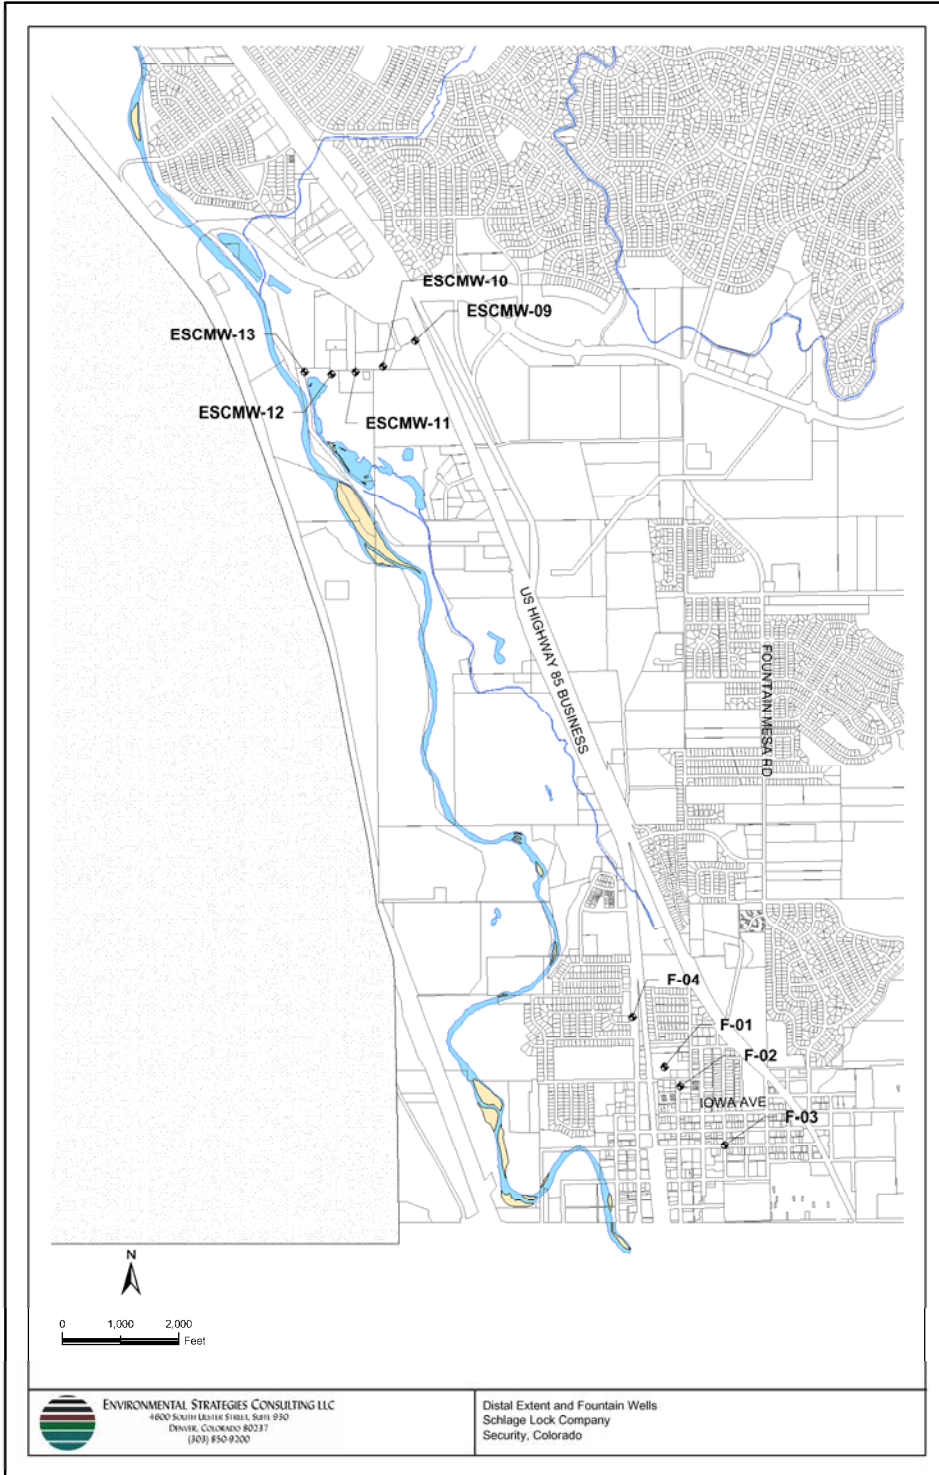 ESCMW-10
ESCMW-09
ESCMW-13
ESCMW-12
ESCMW-11
US HIGHWAY 85 BUSINESS
FOUNTAIN MESA RD
F-04
F-01
F-02
IOWA AVE
F-03
N
0 1,000 2,000
Feet
ENVIRONMENTAL STRATEGIES CONSULTING LLC
4600 SOUTH ULSTER STREET, SUITE 930
DENVER, COLORADO 80237
(303) 850-9200
Distal Extent and Fountain Wells
Schlage Lock Company
Security, Colorado